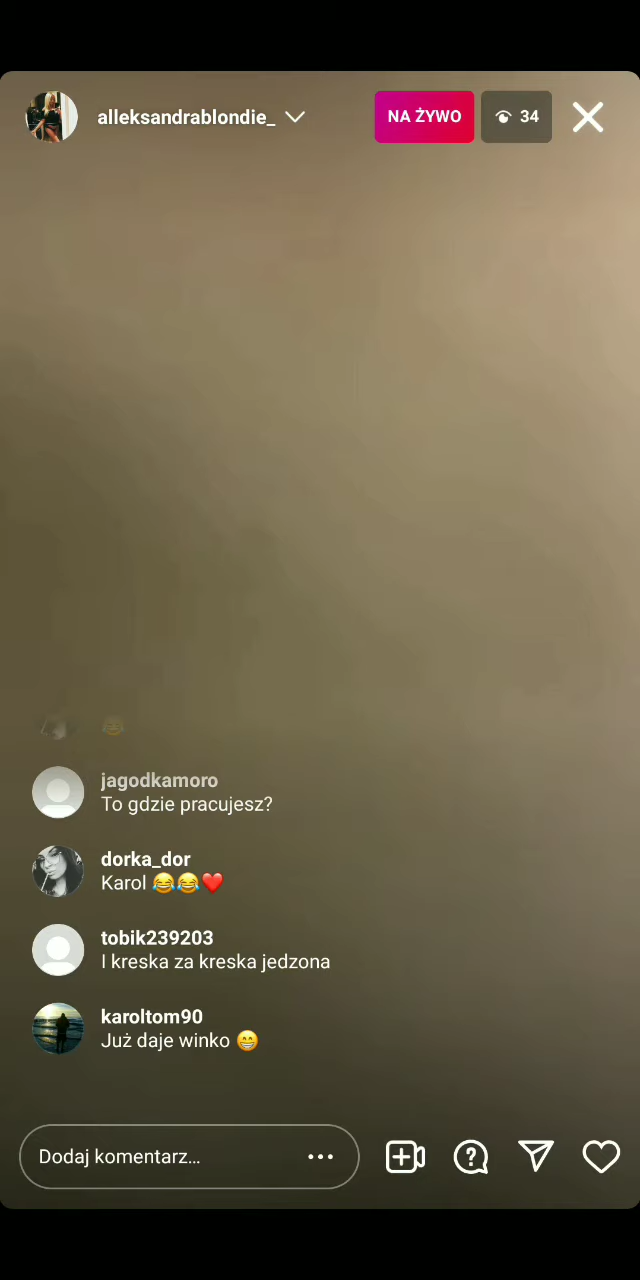 alleksandrablondie_
NA ŻYWO
34
😂
jagodkamoro
To gdzie pracujesz?
dorka_dor
Karol 😂😂❤️
tobik239203
I kreska za kreska jedzona
karoltom90
Już daje winko 😁
Dodaj komentarz...